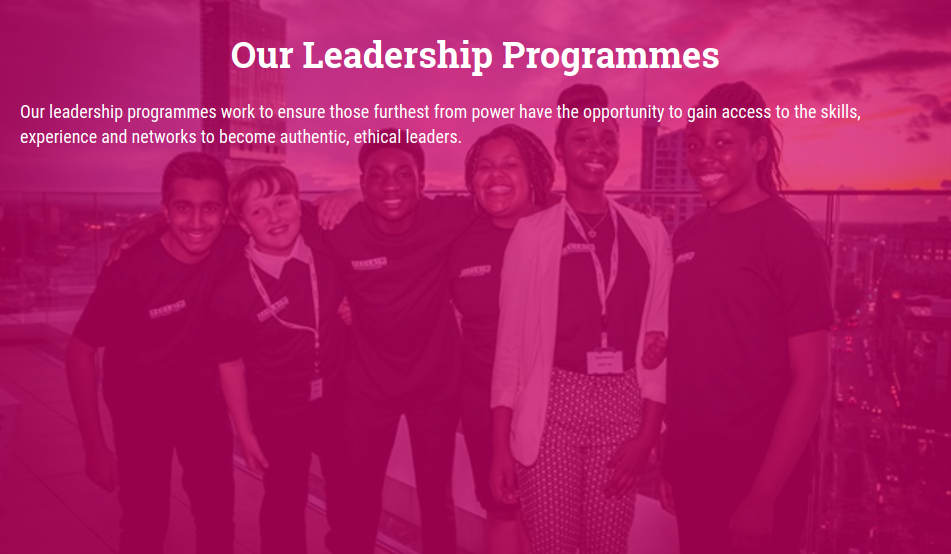 Our Leadership Programmes
Our leadership programmes work to ensure those furthest from power have the opportunity to gain access to the skills,
experience and networks to become authentic, ethical leaders.